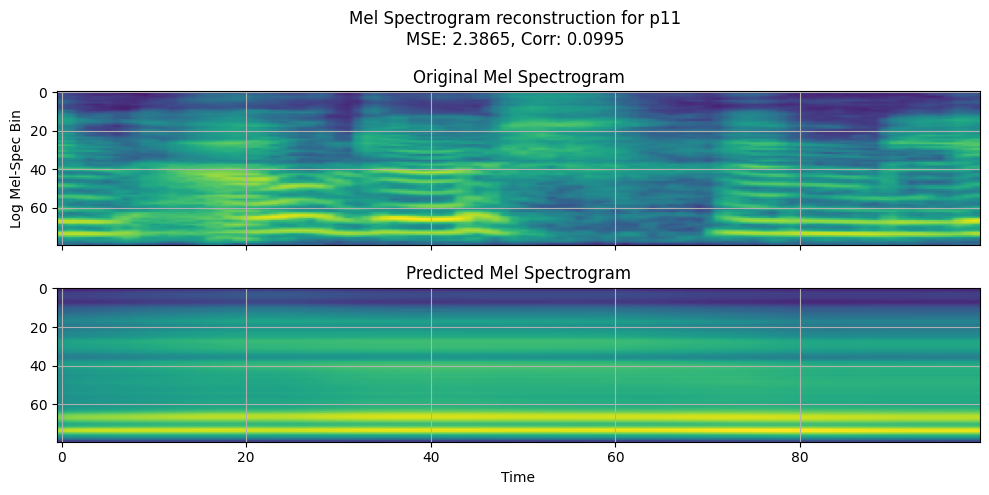 Mel Spectrogram reconstruction for p11
MSE: 2.3865, Corr: 0.0995
Original Mel Spectrogram
0
20
40
60
Log Mel-Spec Bin
Predicted Mel Spectrogram
0
20
40
60
0 20 40 60 80
Time